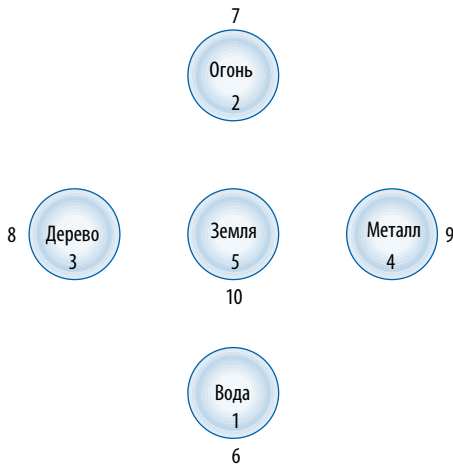 7
Огонь
2
8 Дерево 3
Земля 5
10
Металл 4 9
Вода
1
6